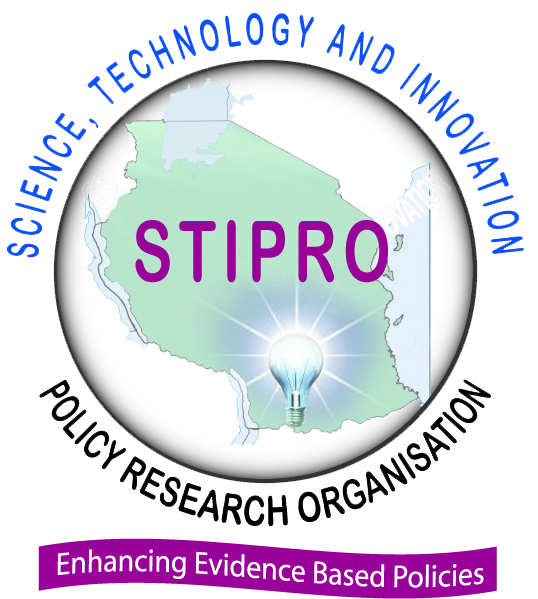 SCIENCE, TECHNOLOGY AND INNOVATION
STIPRO
POLICY RESEARCH ORGANISATION
Enhancing Evidence Based Policies